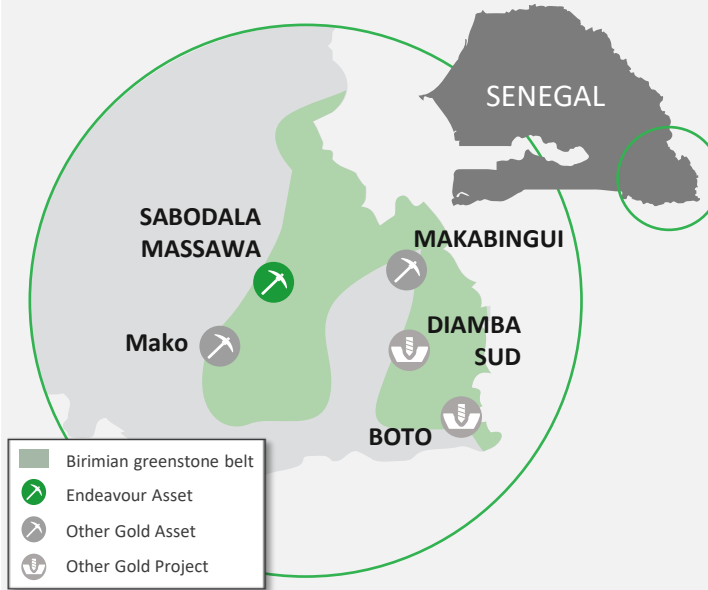 SENEGAL
SABODALA
MASSAWA
MAKABINGUI
Mako
DIAMBA
SUD
BOTO
Birimian greenstone belt
Endeavour Asset
Other Gold Asset
Other Gold Project